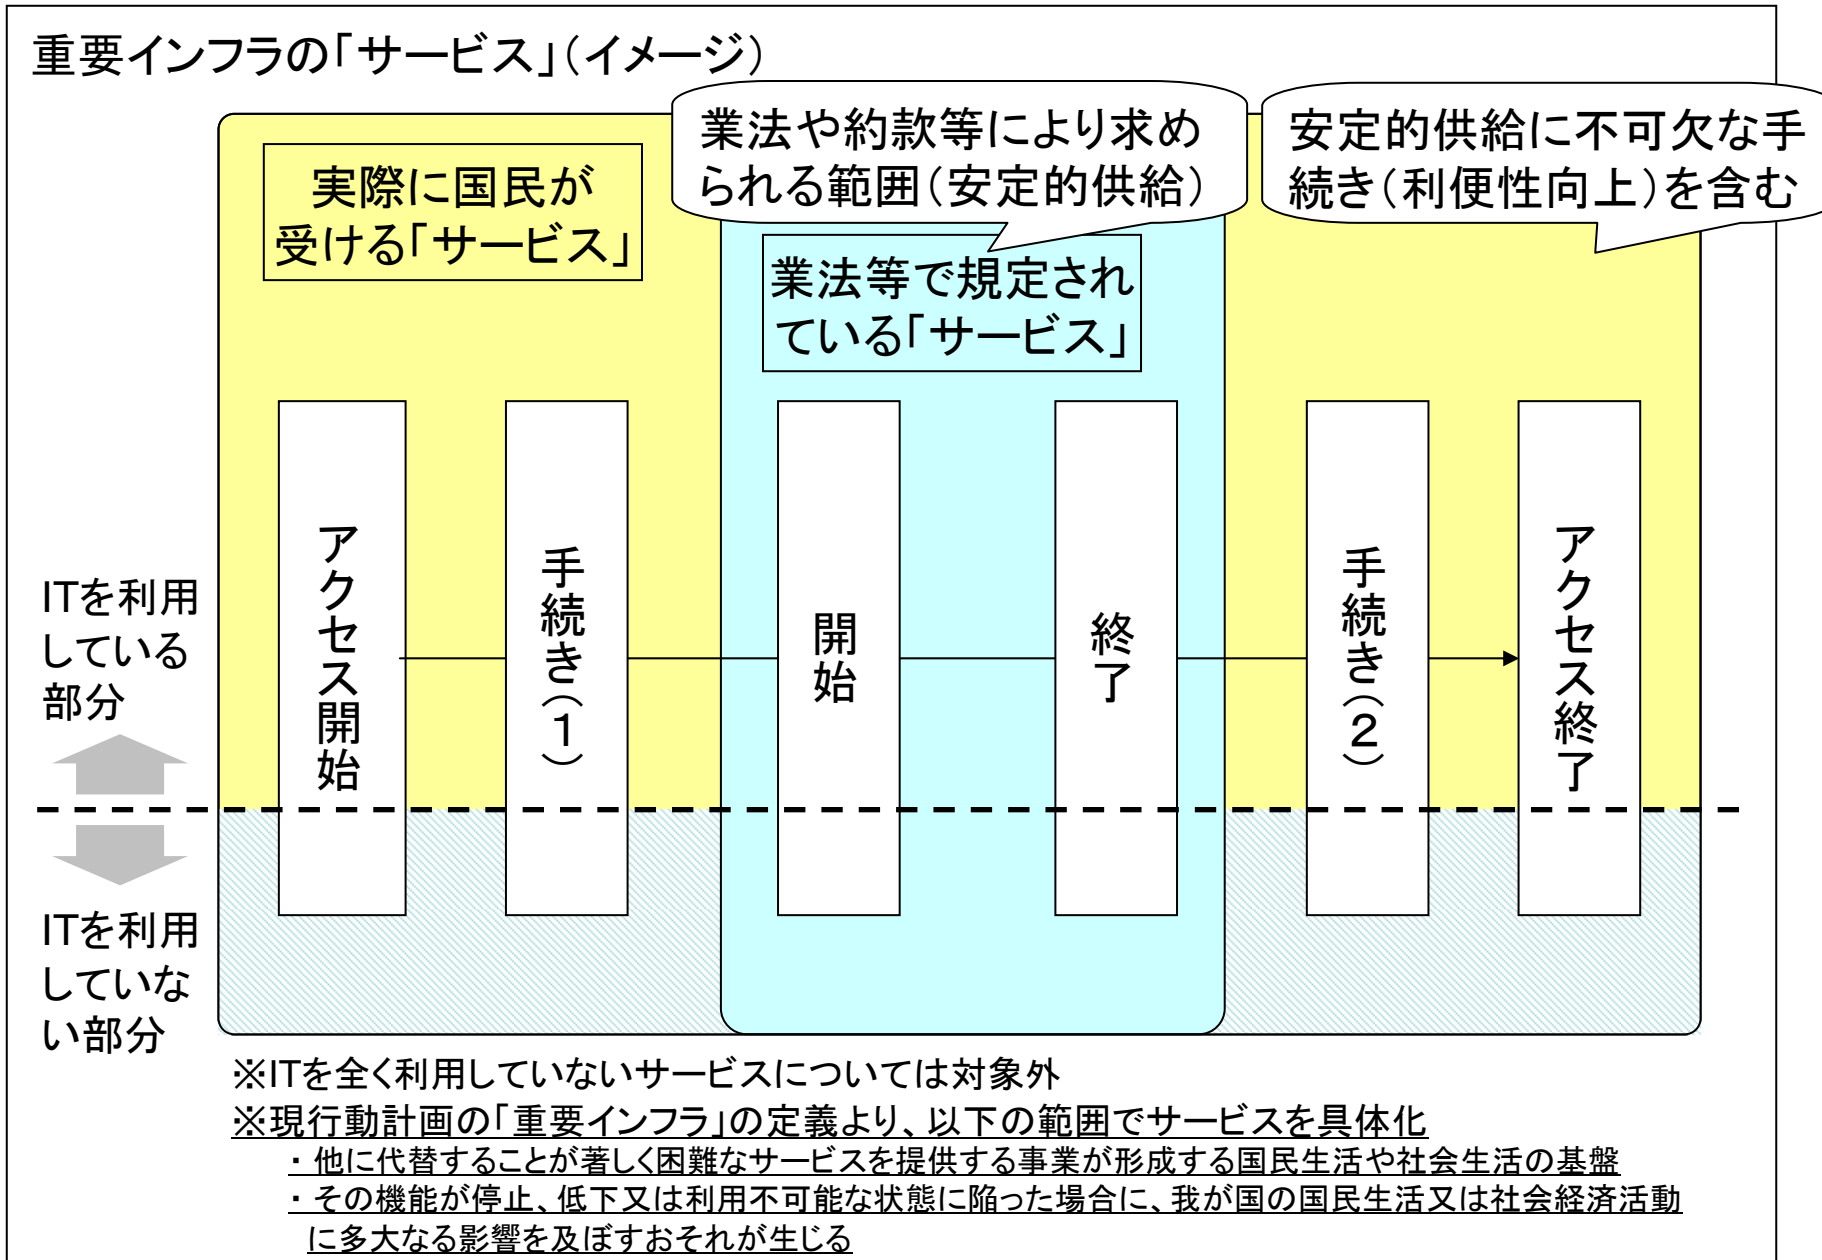 重要インフラの「サービス」（イメージ）
業法や約款等により求め
られる範囲（安定的供給）
安定的供給に不可欠な手
続き（利便性向上）を含む
実際に国民が
受ける「サービス」
業法等で規定され
ている「サービス」
アクセス開始
手続き（１）
開始
終了
手続き（２）
アクセス終了
ITを利用
している
部分
ITを利用
していな
い部分
※ITを全く利用していないサービスについては対象外
※現行動計画の「重要インフラ」の定義より、以下の範囲でサービスを具体化
・他に代替することが著しく困難なサービスを提供する事業が形成する国民生活や社会生活の基盤
・その機能が停止、低下又は利用不可能な状態に陥った場合に、我が国の国民生活又は社会経済活動
に多大なる影響を及ぼすおそれが生じる